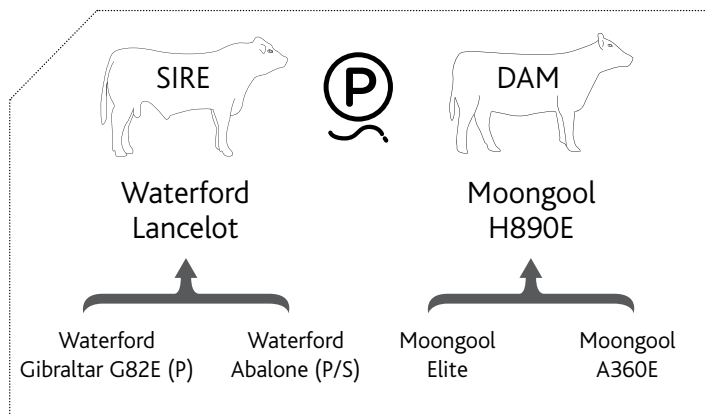 SIRE
P
DAM
Waterford
Lancelot
Moongool
H890E
Waterford
Gibraltar G82E (P)
Waterford
Abalone (P/S)
Moongool
Elite
Moongool
A360E